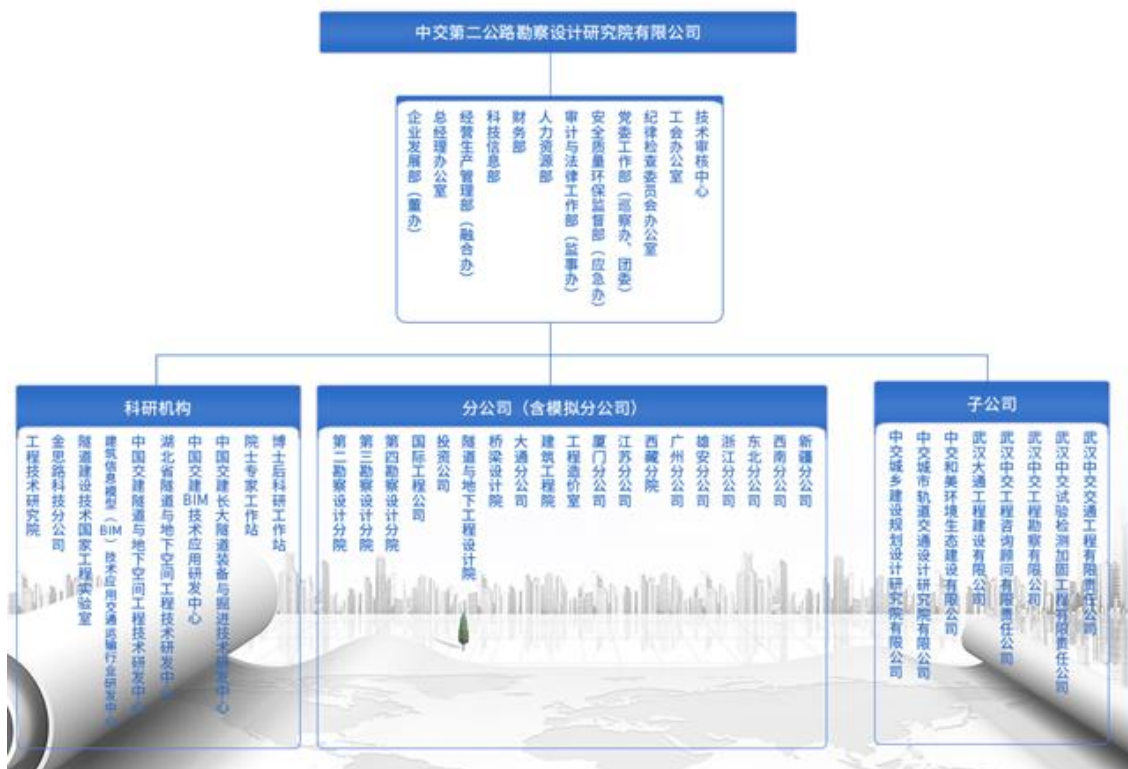 中交第二公路勘察设计研究院有限公司
企业发展部（董办）
总经理办公室
经营生产管理部（融合办）
科技信息部
财务部
人力资源部
审计与法律工作部（监事办）
安全质量环保监督部（应急办）
党委工作部（巡察办、团委）
纪律检查委员会办公室
工会办公室
技术审核中心
科研机构
工程技术研究院
金思路科技分公司
隧道建设技术国家工程实验室
建筑信息模型（BIM）技术应用交通运输行业研发中心
中国交建隧道与地下空间工程技术研发中心
湖北省隧道与地下空间工程技术研发中心
中国交建BIM技术应用研发中心
中国交建长大隧道装备与掘进技术研发中心
院士专家工作站
博士后科研工作站
分公司（含模拟分公司）
第二勘察设计分院
第三勘察设计分院
第四勘察设计分院
国际工程公司
投资公司
隧道与地下工程设计院
桥梁设计院
大通分公司
建筑工程院
工程造价室
厦门分公司
江苏分公司
西藏分院
广州分公司
雄安分公司
浙江分公司
东北分公司
西南分公司
新疆分公司
子公司
中交城乡建设规划设计研究院有限公司
中交城市轨道交通设计研究院有限公司
中交和美环境生态建设有限公司
武汉大通工程建设有限公司
武汉中交工程咨询顾问有限责任公司
武汉中交工程勘察有限公司
武汉中交试验检测加固工程有限责任公司
武汉中交交通工程有限责任公司